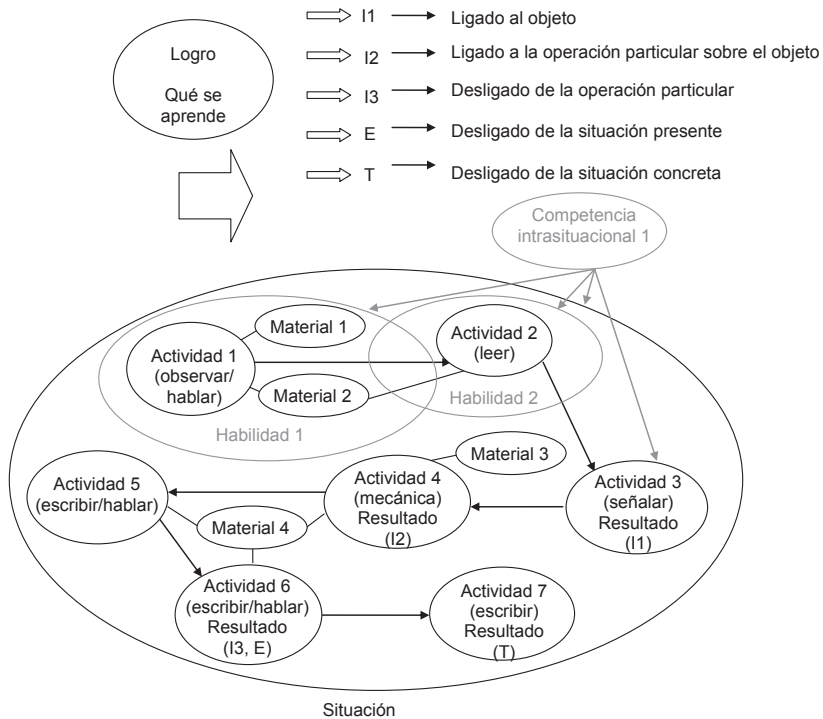 Logro
Qué se
aprende
I1
Ligado al objeto
I2
Ligado a la operación particular sobre el objeto
I3
Desligado de la operación particular
E
Desligado de la situación presente
T
Desligado de la situación concreta
Competencia
intrasituacional 1
Material 1
Actividad 1
(observar/
hablar)
Material 2
Habilidad 1
Actividad 2
(leer)
Habilidad 2
Material 3
Actividad 5
(escribir/hablar)
Actividad 4
(mecánica)
Resultado
(I2)
Actividad 3
(señalar)
Resultado
(I1)
Material 4
Actividad 6
(escribir/hablar)
Resultado
(I3, E)
Actividad 7
(escribir)
Resultado
(T)
Situación